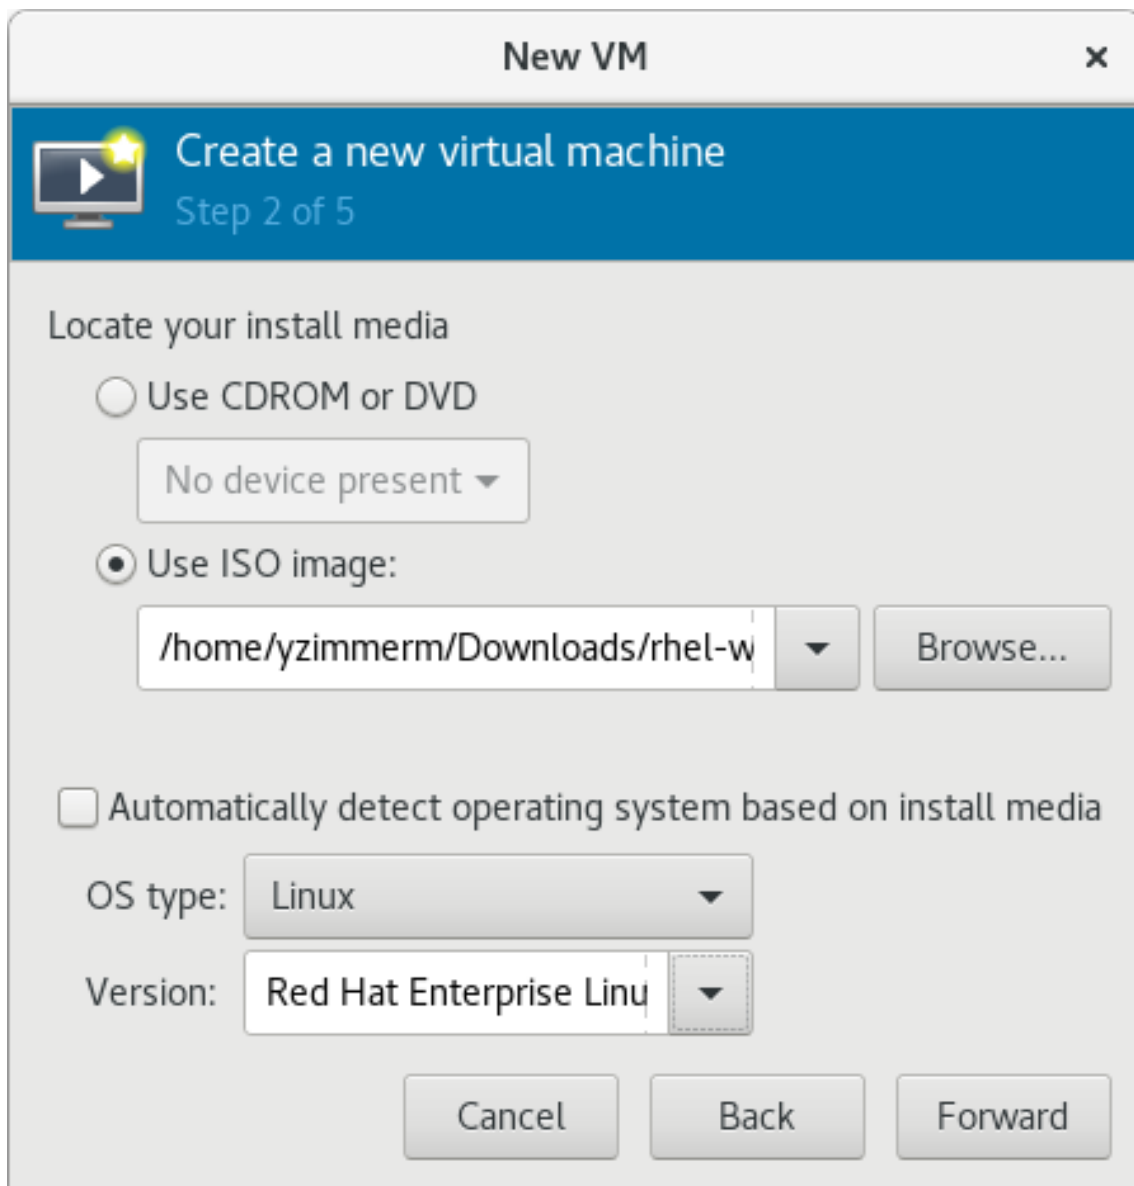 New VM
Create a new virtual machine
Step 2 of 5
Locate your install media
Use CDROM or DVD
No device present
Use ISO image:
/home/yzimmerm/Downloads/rhel-w Browse...
Automatically detect operating system based on install media
OS type: Linux
Version: Red Hat Enterprise Linu
Cancel Back Forward